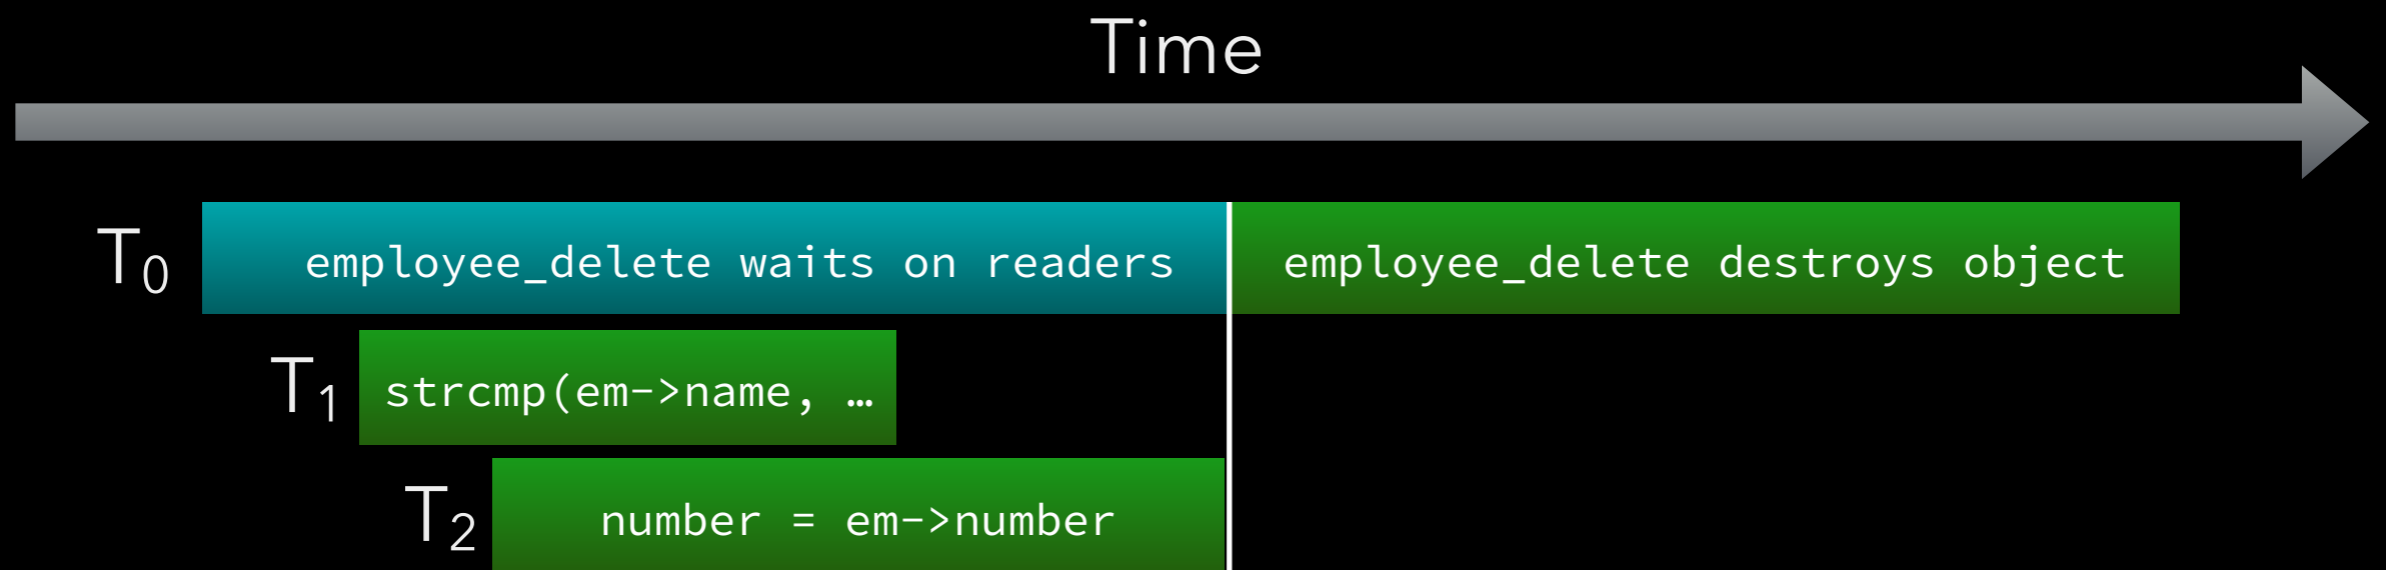 Time
T0 employee_delete waits on readers employee_delete destroys object
T1 strcmp(em->name, …
T2 number = em->number